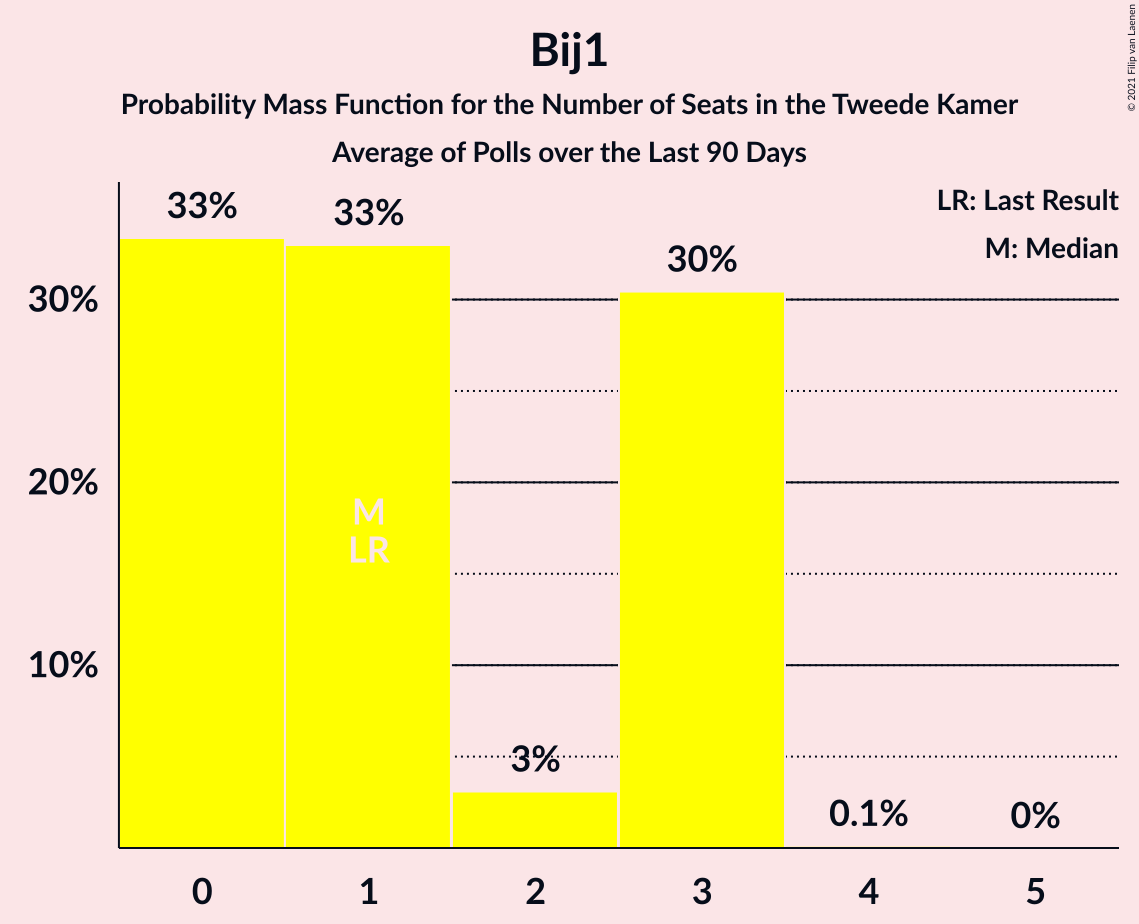 Bij1
Probability Mass Function for the Number of Seats in the Tweede Kamer
Average of Polls over the Last 90 Days
© 2021 Filip van Laenen
LR: Last Result
M: Median
33%
33%
30%
3%
0.1%
0%
M
LR
30%
20%
10%
0
1
2
3
4
5